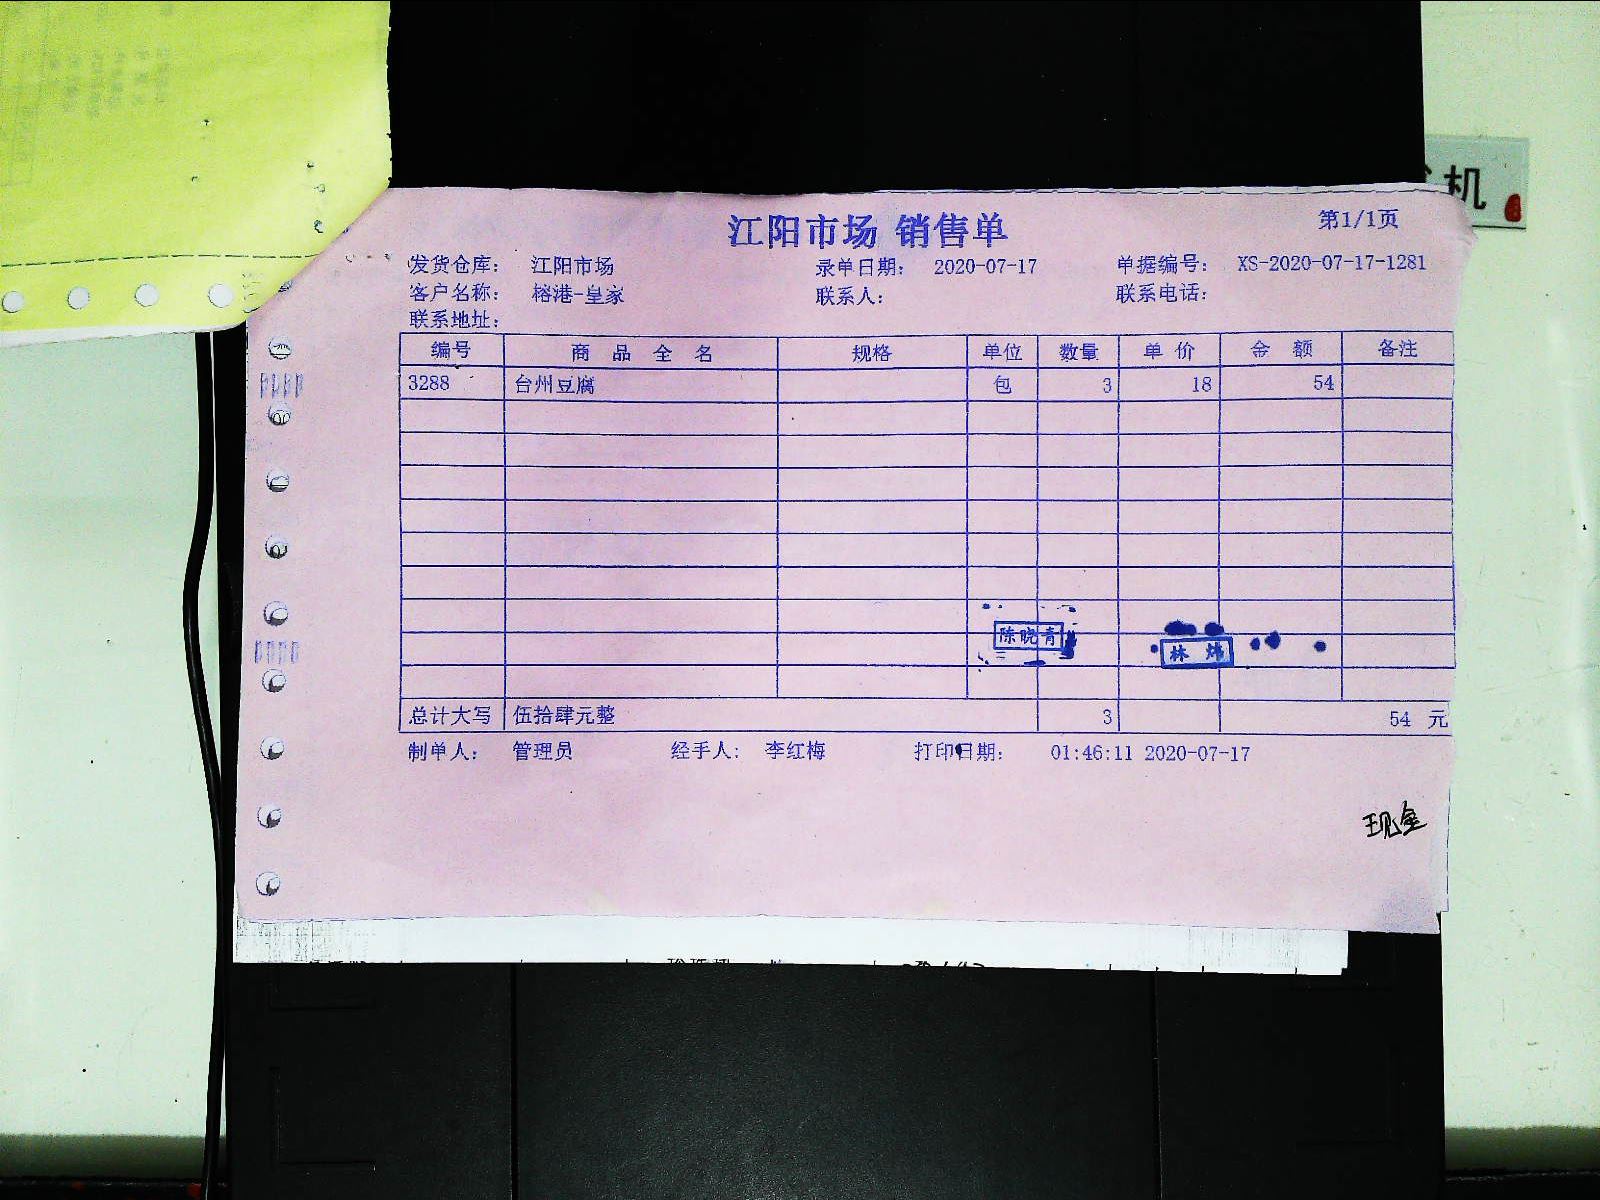 机
江阳市场 销售单 第1/1页
发货仓库: 江阳市场 录单日期: 2020-07-17 单据编号: XS-2020-07-17-1281
客户名称: 榕港-皇家 联系人: 联系电话:
联系地址:
编号 商品全名 规格 单位 数量 单价 金额 备注
3288 台州豆腐 包 3 18 54
陈晓青 林炜
总计大写 伍拾肆元整 3 54 元
制单人: 管理员 经手人: 李红梅 打印日期: 01:46:11 2020-07-17
现金